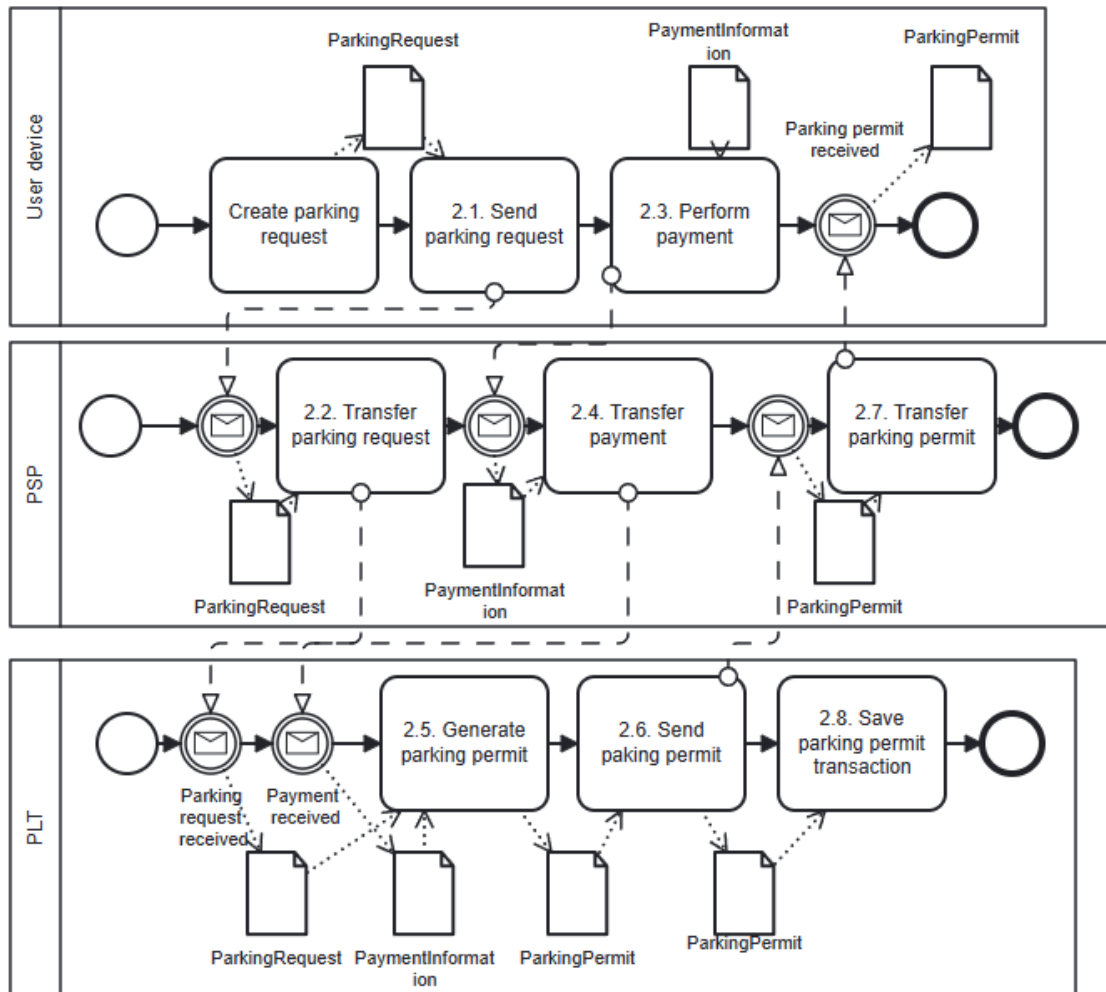 User device
ParkingRequest
PaymentInformat
ion
ParkingPermit
Parking permit
received
Create parking
request
2.1. Send
parking request
2.3. Perform
payment
PSP
2.2. Transfer
parking request
2.4. Transfer
payment
2.7. Transfer
parking permit
ParkingRequest
PaymentInformat
ion
ParkingPermit
PLT
2.5. Generate
parking permit
2.6. Send
paking permit
2.8. Save
parking permit
transaction
Parking
request
received
Payment
received
ParkingRequest
PaymentInformat
ion
ParkingPermit
ParkingPermit